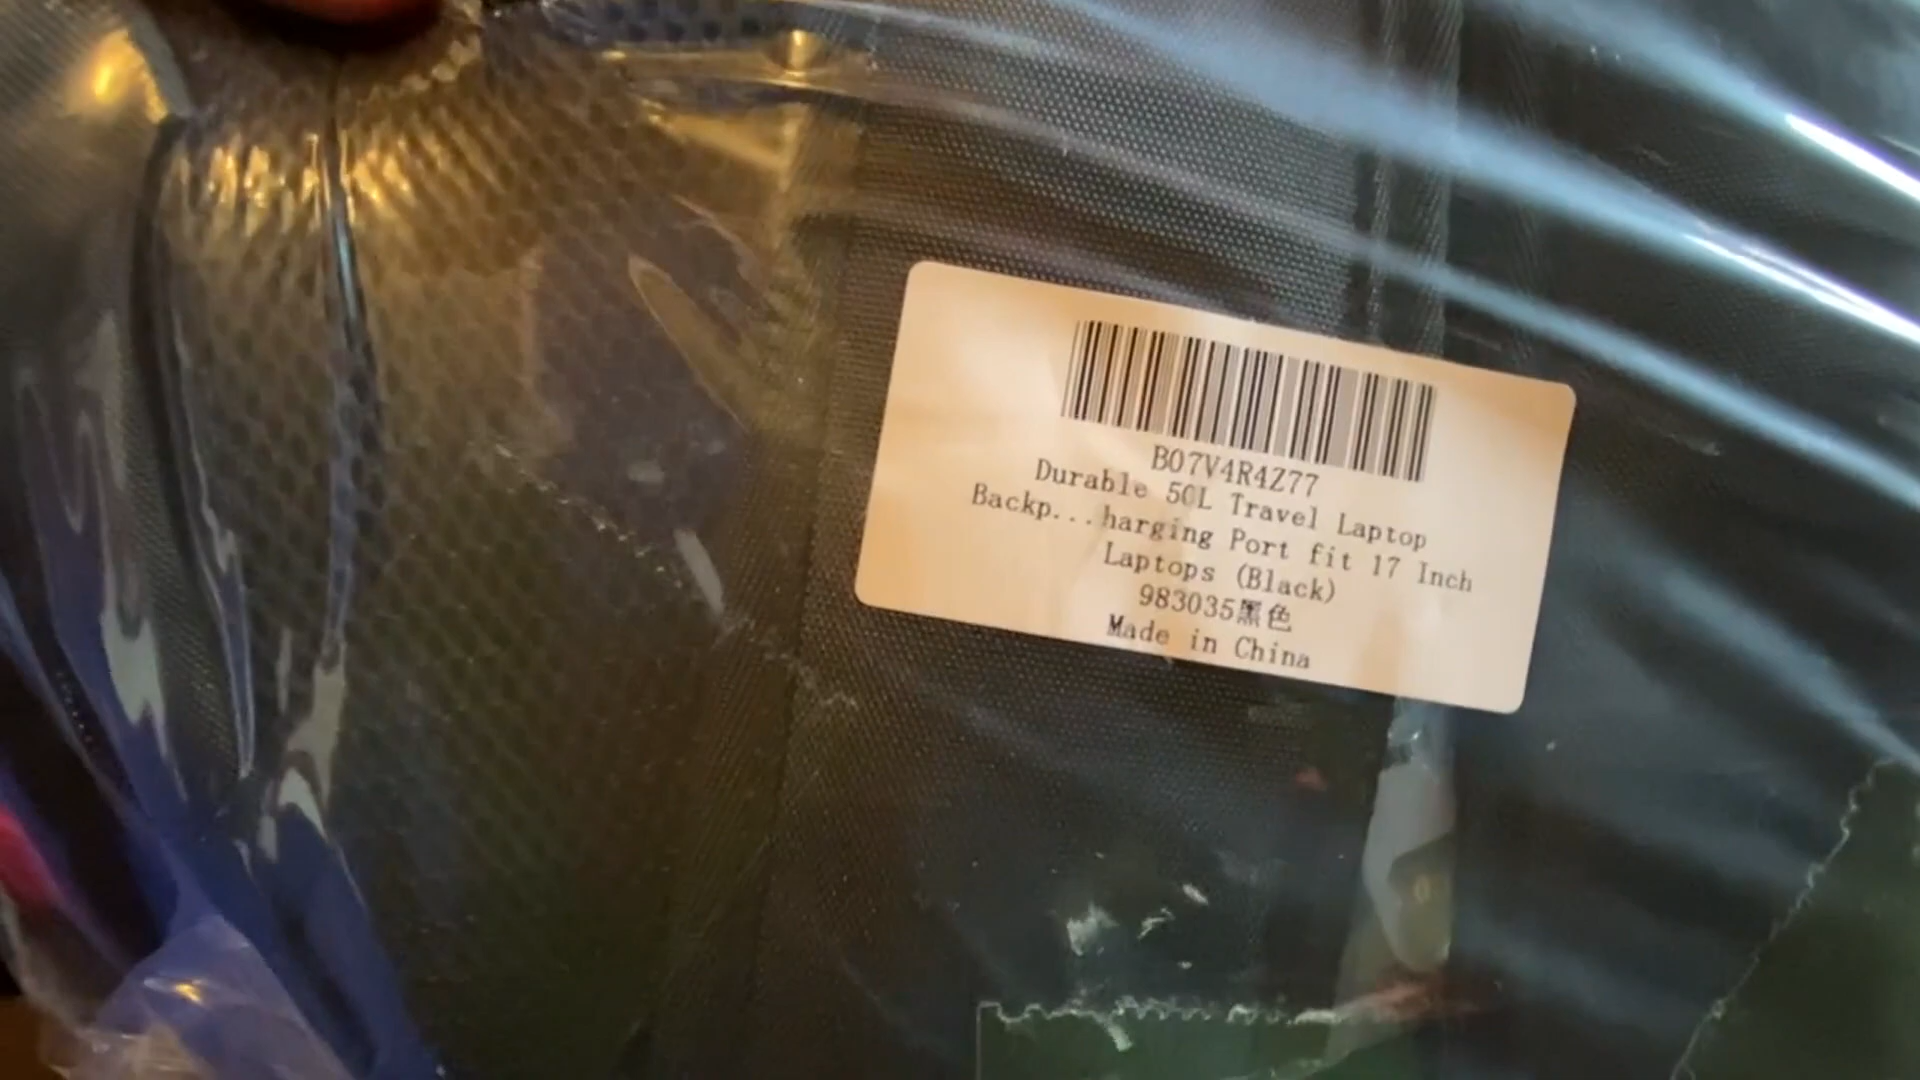 B07V4R4Z77
Durable 50L Travel Laptop
Backp...harging Port fit 17 Inch
Laptops (Black)
983035黑色
Made in China